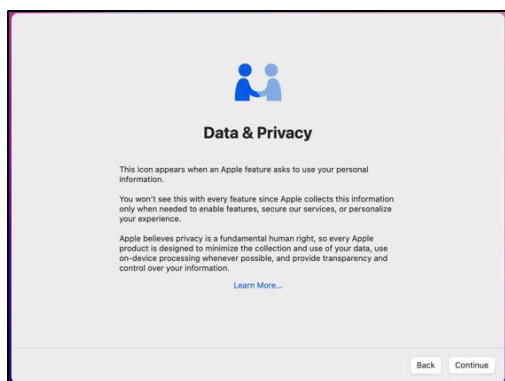 Data & Privacy
This icon appears when an Apple feature asks to use your personal
information.
You won't see this with every feature since Apple collects this information
only when needed to enable features, secure our services, or personalize
your experience.
Apple believes privacy is a fundamental human right, so every Apple
product is designed to minimize the collection and use of your data, use
on-device processing whenever possible, and provide transparency and
control over your information.
Learn More...
Back
Continue